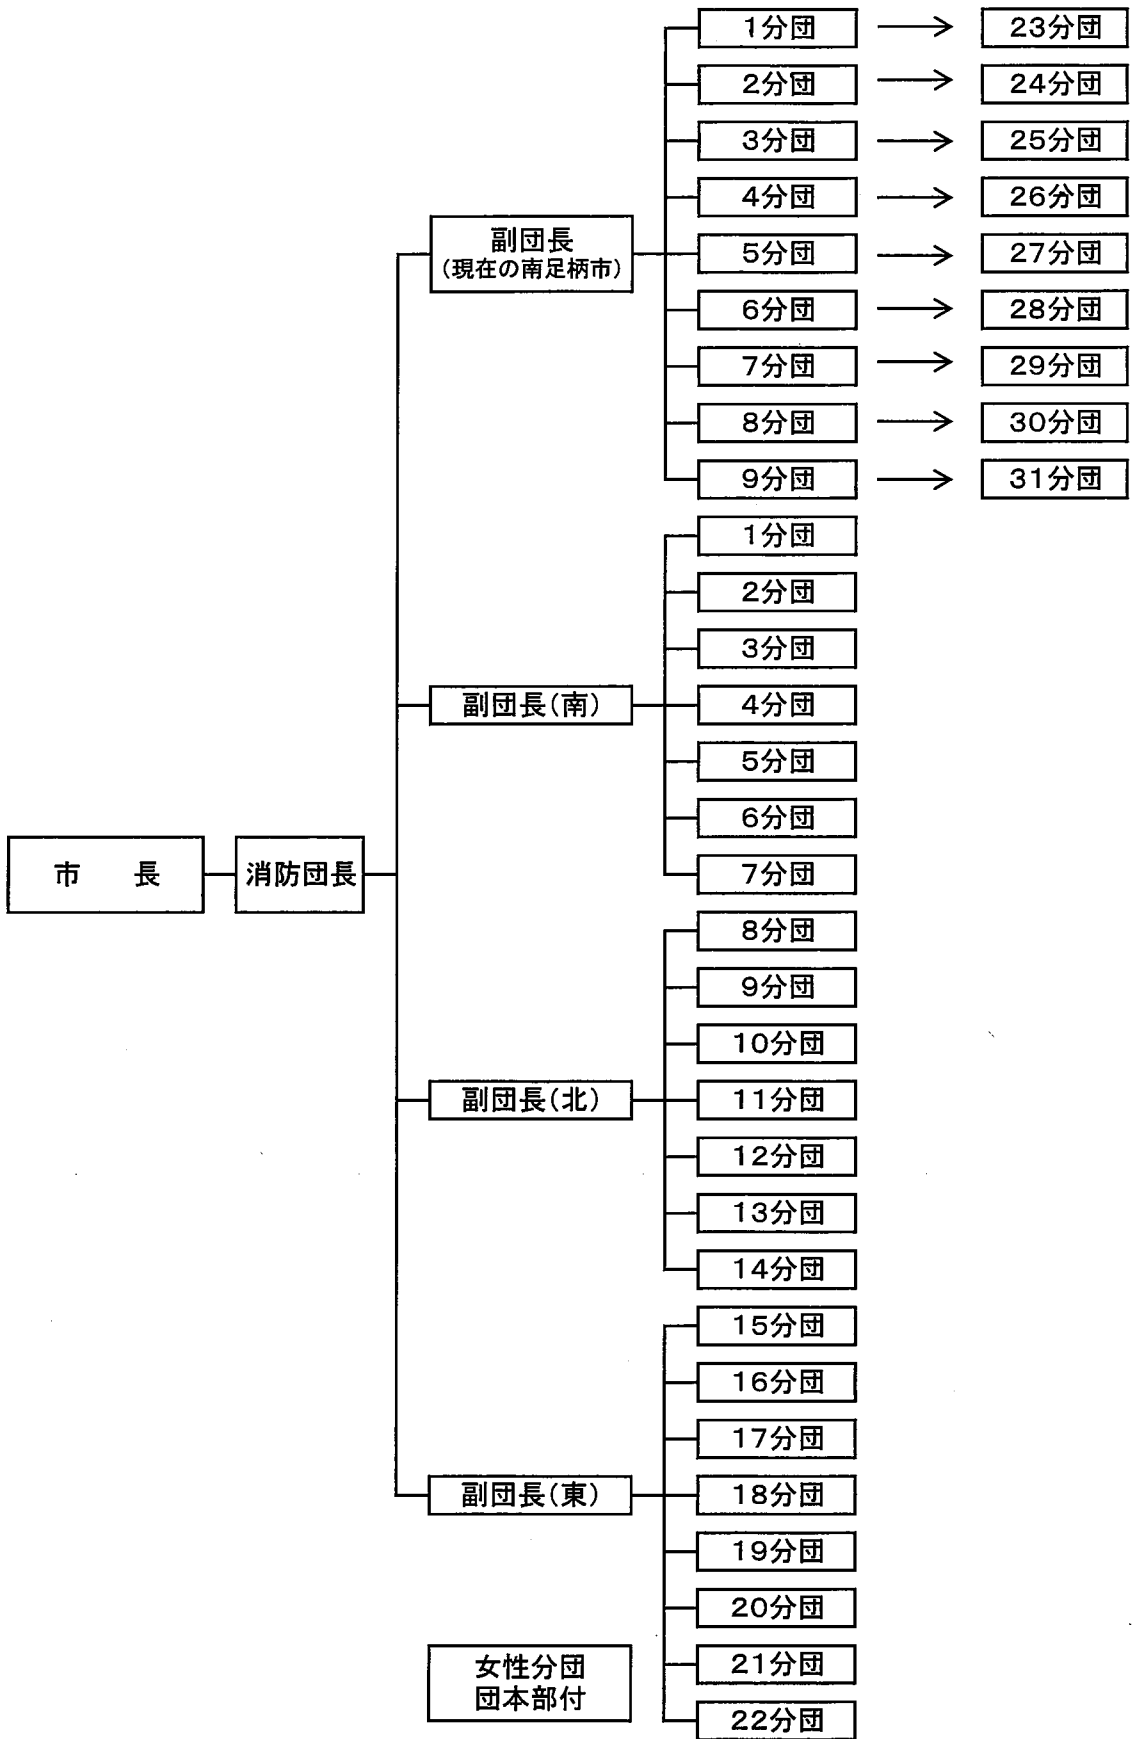 1分団
23分団
2分団
24分団
3分団
25分団
4分団
26分団
副団長
(現在の南足柄市)
5分団
27分団
6分団
28分団
7分団
29分団
8分団
30分団
9分団
31分団
1分団
2分団
3分団
副団長(南)
4分団
5分団
6分団
市　長
消防団長
7分団
8分団
9分団
10分団
副団長(北)
11分団
12分団
13分団
14分団
15分団
16分団
17分団
副団長(東)
18分団
19分団
20分団
女性分団
団本部付
21分団
22分団